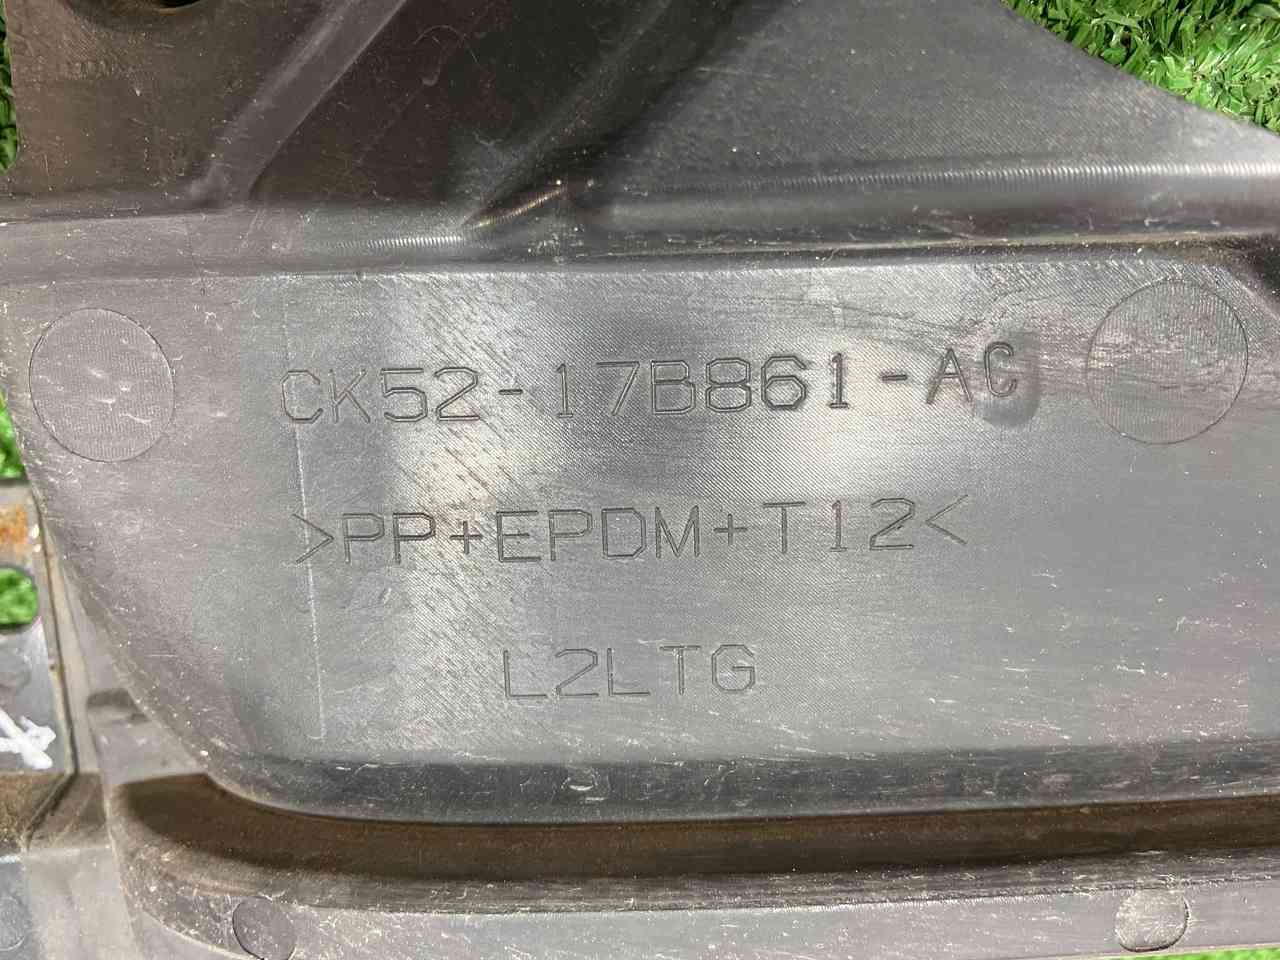 CK52-17B861-AC
>PP+EPDM+T12<
L2LTG